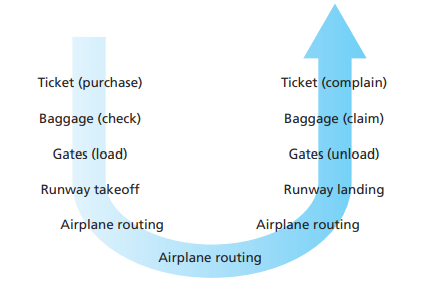 Ticket (purchase)
Baggage (check)
Gates (load)
Runway takeoff
Airplane routing
Airplane routing
Airplane routing
Runway landing
Gates (unload)
Baggage (claim)
Ticket (complain)